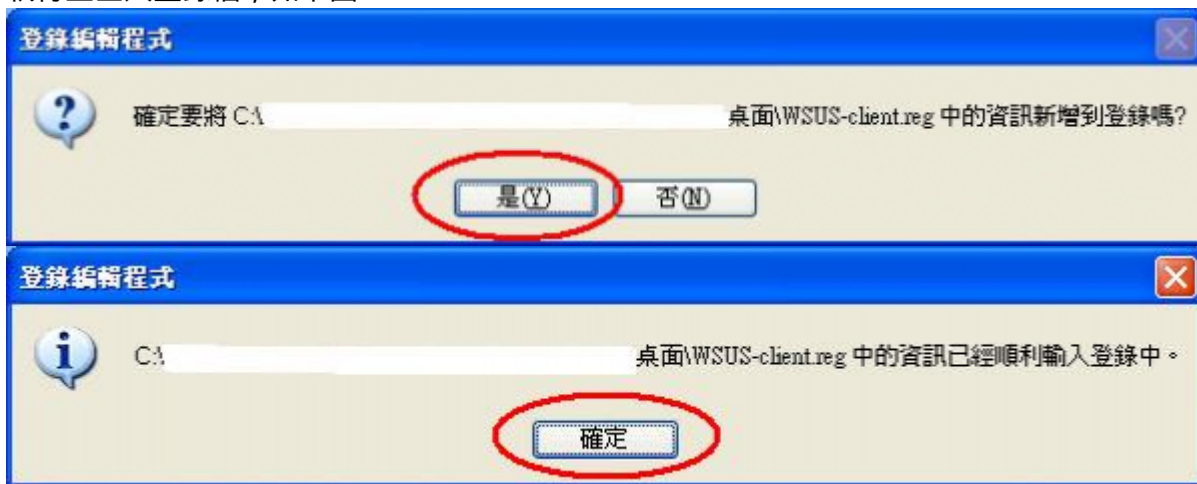 登錄編輯程式
確定要將 C:\ 桌面\WSUS-client.reg 中的資訊新增到登錄嗎?
是(Y) 否(N)
登錄編輯程式
C:\ 桌面\WSUS-client.reg 中的資訊已經順利輸入登錄中。
確定